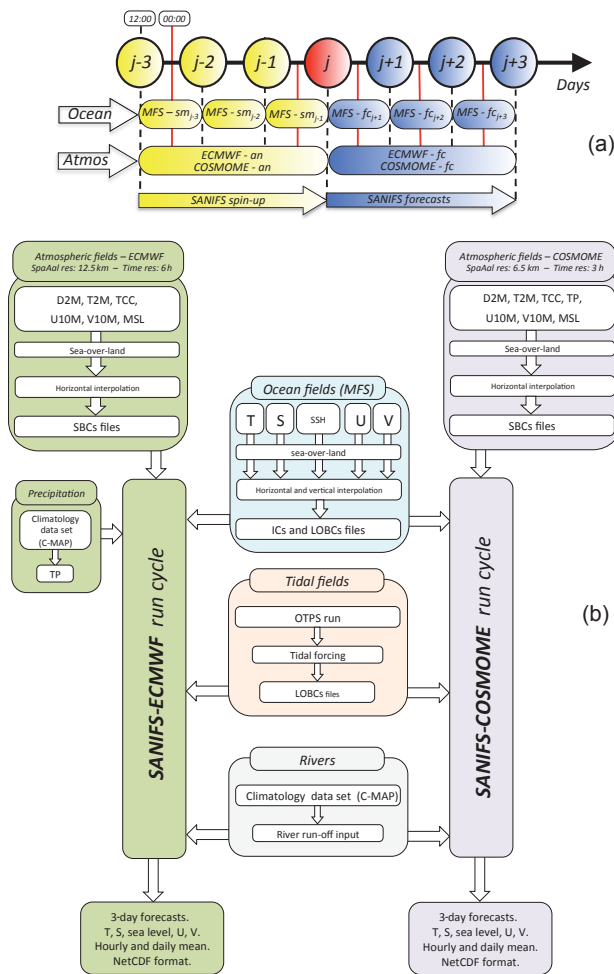 12:00 00:00
j-3 j-2 j-1 j j+1 j+2 j+3
Days
Ocean MFS – smj-3 MFS - smj-2 MFS - smj-1 MFS - fcj+1 MFS - fcj+2 MFS - fcj+3
(a)
Atmos ECMWF - an ECMWF - fc
COSMOME - an COSMOME - fc
SANIFS spin-up SANIFS forecasts
Atmospheric fields – ECMWF
SpaAal res: 12.5 km – Time res: 6 h
D2M, T2M, TCC,
U10M, V10M, MSL
Sea-over-land
Horizontal interpolation
SBCs files
Atmospheric fields – COSMOME
SpaAal res: 6.5 km - Time res: 3 h
D2M, T2M, TCC, TP,
U10M, V10M, MSL
Sea-over-land
Horizontal interpolation
SBCs files
Ocean fields (MFS)
T S SSH U V
sea-over-land
Horizontal and vertical interpolation
ICs and LOBCs files
Precipitation
Climatology
data set
(C-MAP)
TP
SANIFS-ECMWF run cycle
SANIFS-COSMOME run cycle
(b)
Tidal fields
OTPS run
Tidal forcing
LOBCs files
Rivers
Climatology data set (C-MAP)
River run-off input
3-day forecasts.
T, S, sea level, U, V.
Hourly and daily mean.
NetCDF format.
3-day forecasts.
T, S, sea level, U, V.
Hourly and daily mean.
NetCDF format.